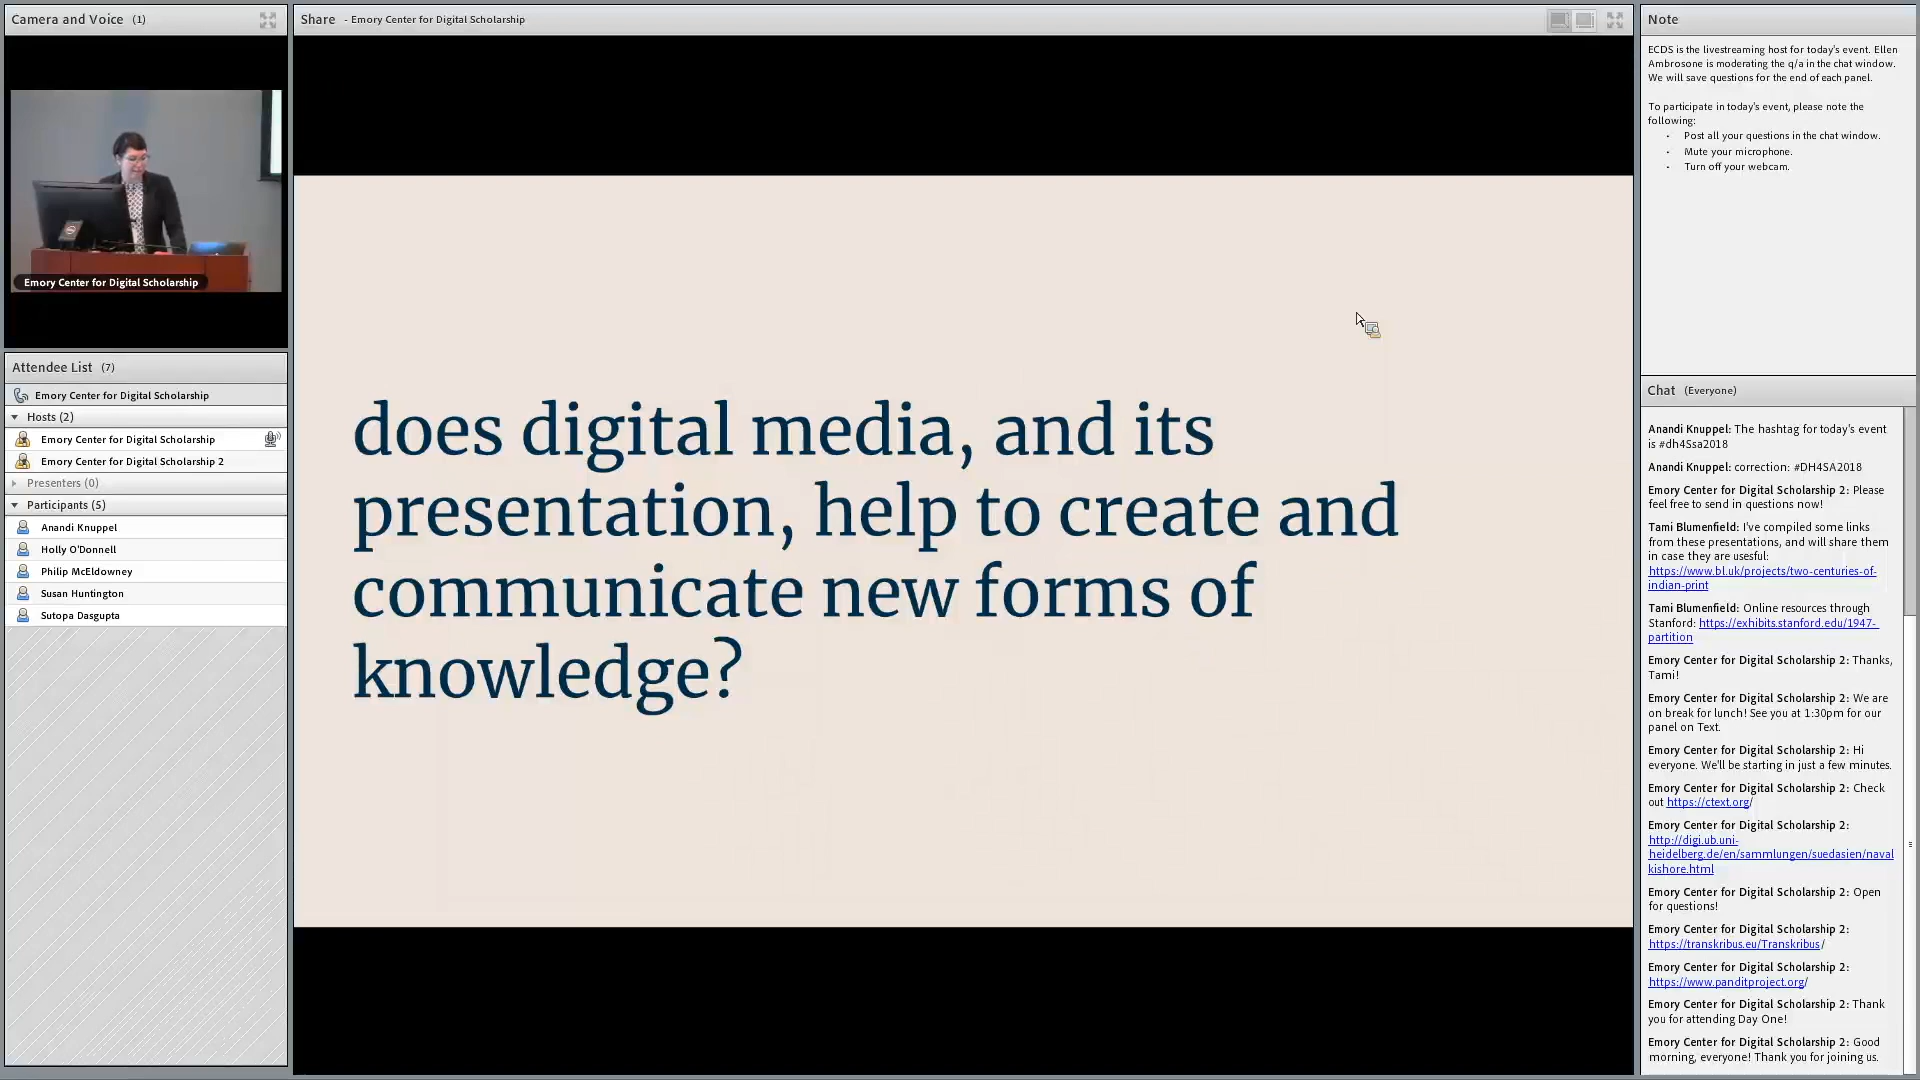 Camera and Voice (1)
Emory Center for Digital Scholarship
Attendee List (7)
Emory Center for Digital Scholarship
Hosts (2)
Emory Center for Digital Scholarship
Emory Center for Digital Scholarship 2
Presenters (0)
Participants (5)
Anandi Knuppel
Holly O'Donnell
Philip McEldowney
Susan Huntington
Sutopa Dasgupta
Share - Emory Center for Digital Scholarship
does digital media, and its
presentation, help to create and
communicate new forms of
knowledge?
Note
ECDS is the livestreaming host for today's event. Ellen
Ambrosone is moderating the q/a in the chat window.
We will save questions for the end of each panel.
To participate in today's event, please note the
following:
• Post all your questions in the chat window.
• Mute your microphone.
• Turn off your webcam.
Chat (Everyone)
Anandi Knuppel: The hashtag for today's event
is #dh4Ssa2018
Anandi Knuppel: correction: #DH4SA2018
Emory Center for Digital Scholarship 2: Please
feel free to send in questions now!
Tami Blumenfield: I've compiled some links
from these presentations, and will share them
in case they are usesful:
https://www.bl.uk/projects/two-centuries-of-
indian-print
Tami Blumenfield: Online resources through
Stanford: https://exhibits.stanford.edu/1947-
partition
Emory Center for Digital Scholarship 2: Thanks,
Tami!
Emory Center for Digital Scholarship 2: We are
on break for lunch! See you at 1:30pm for our
panel on Text.
Emory Center for Digital Scholarship 2: Hi
everyone. We'll be starting in just a few minutes.
Emory Center for Digital Scholarship 2: Check
out https://ctext.org/
Emory Center for Digital Scholarship 2:
http://digi.ub.uni-
heidelberg.de/en/sammlungen/suedasien/naval
kishore.html
Emory Center for Digital Scholarship 2: Open
for questions!
Emory Center for Digital Scholarship 2:
https://transkribus.eu/Transkribus/
Emory Center for Digital Scholarship 2:
https://www.panditproject.org/
Emory Center for Digital Scholarship 2: Thank
you for attending Day One!
Emory Center for Digital Scholarship 2: Good
morning, everyone! Thank you for joining us.